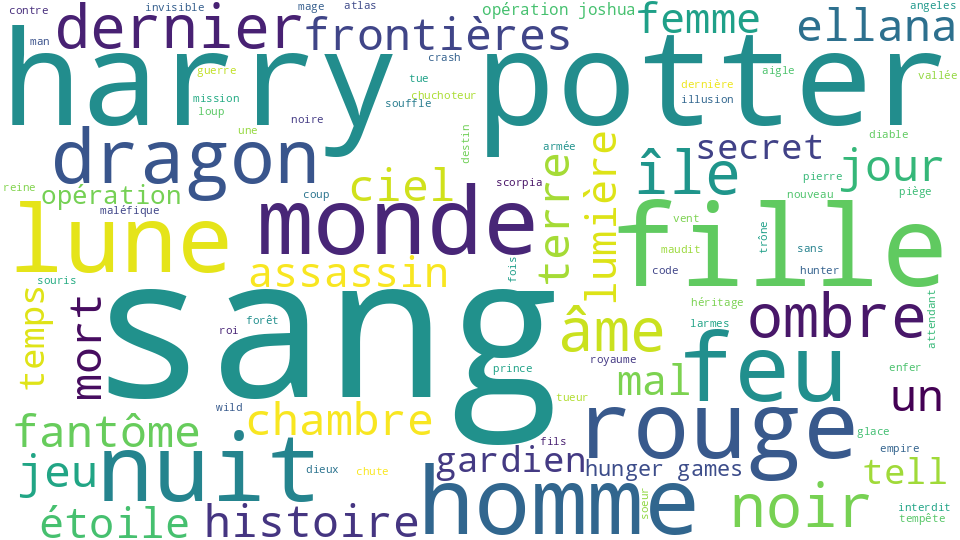 contre
invisible
mage
atlas
opération joshua
angeles
man
dernier
frontières
femme
ellana
harry potter
crash
guerre
tue
dernière
aigle
vallée
mission
chuchoteur
illusion
loup
souffle
noire
une
destin
dragon
armée
secret
diable
île
jour
reine
opération
coup
ciel
scorpia
terre
lumière
pierre
nouveau
piège
maléfique
lune
monde
fille
vent
trône
sans
maudit
souris
assassin
fois
code
hunter
temps
mort
sang
héritage
attendant
roi
forêt
âme
larmes
ombre
royaume
prince
mal
feu
enfer
wild
chambre
tueur
rouge
un
fantôme
nuit
fils
glace
jeu
dieux
chute
gardien
hunger games
empire
tell
étoile
histoire
homme
soeur
noir
interdit
tempête